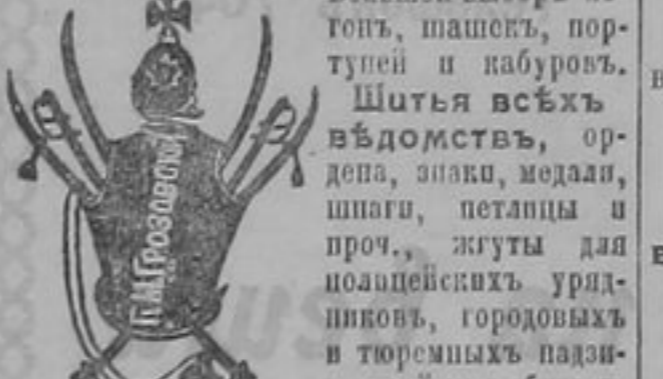 П.М.ГРОЗОВСКІЙ
гонъ, шашекъ, пор-
тупей и кабуровъ.
Шитья всѣхъ
вѣдомствъ, ор-
дена, знаки, медали,
шпаги, петлицы и
проч., жгуты для
полицейскихъ уряд-
никовъ, городовыхъ
и тюремныхъ надзи-